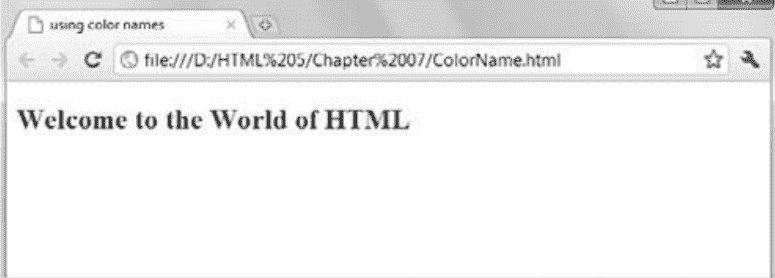 using color names
file:///D:/HTML%205/Chapter%2007/ColorName.html
Welcome to the World of HTML